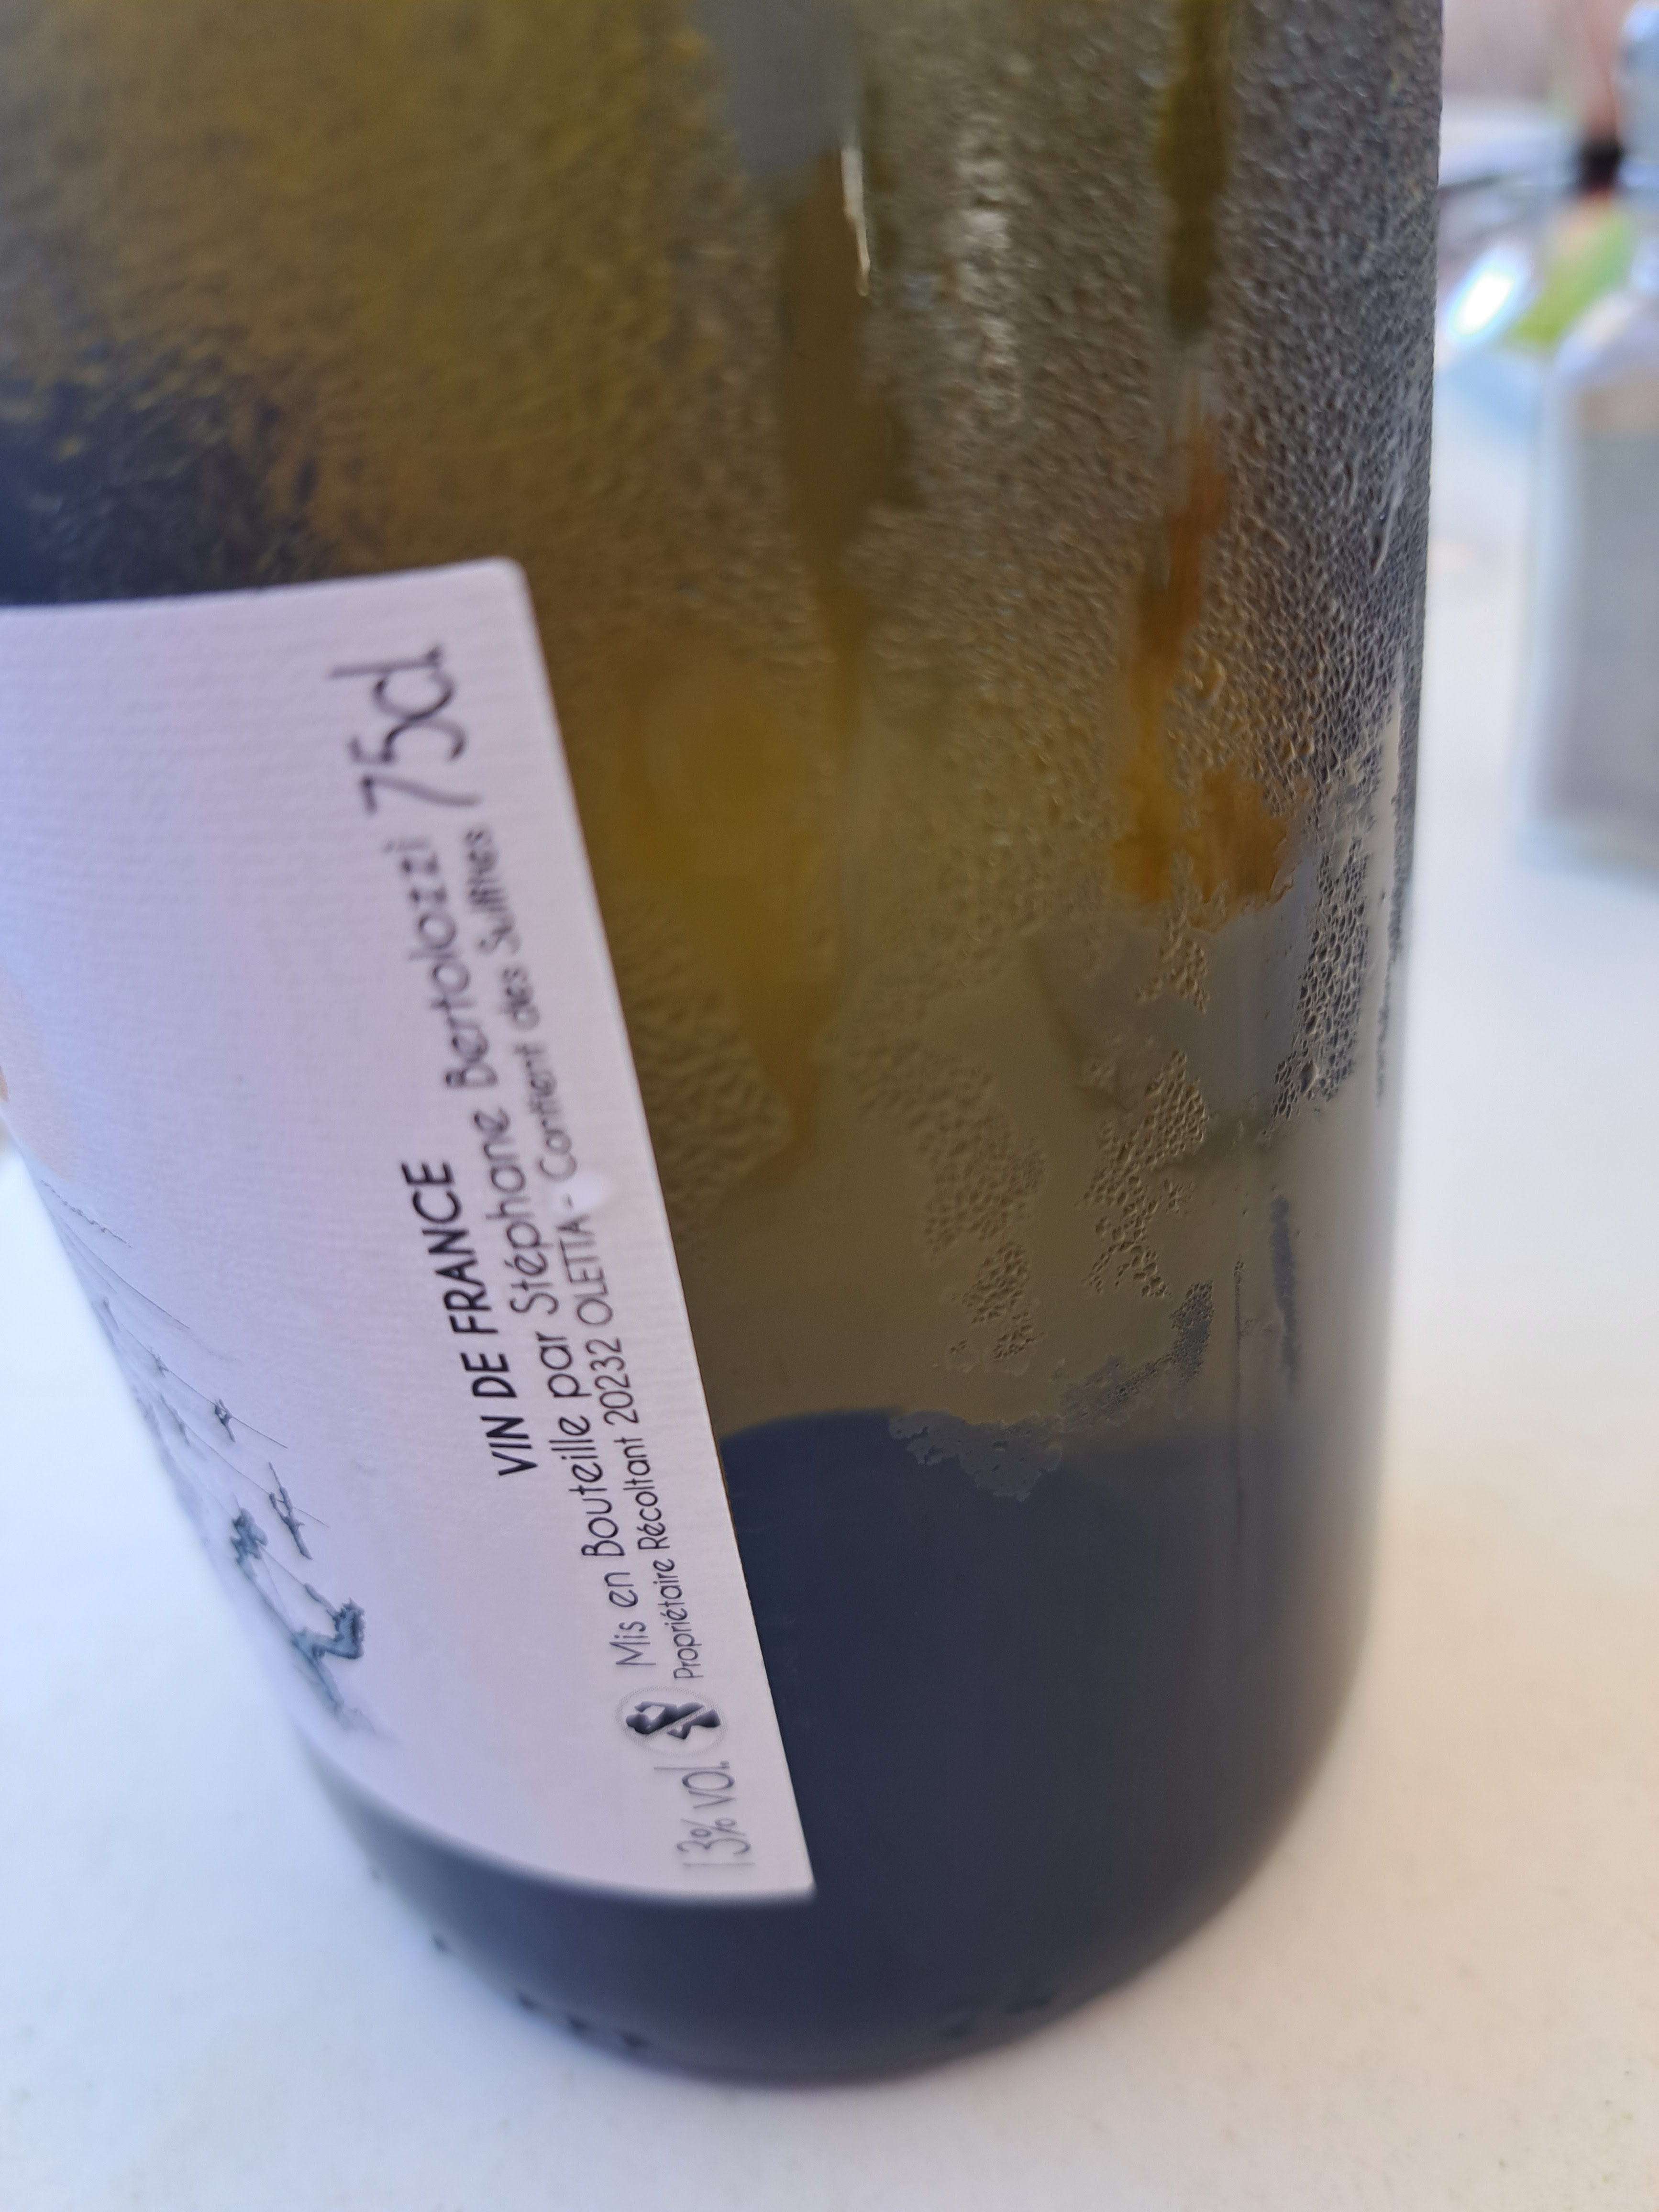 75cl
VIN DE FRANCE
Mis en Bouteille par Stéphane Bertolozzi
Propriétaire Récoltant 20232 OLETTA - Contient des Sulfites
13% vol.